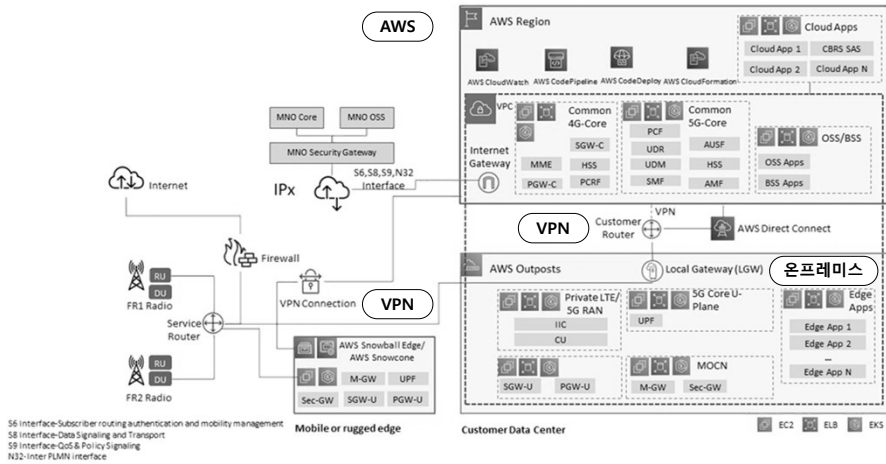 AWS
AWS Region
Cloud Apps
Cloud App 1
CBRS SAS
Cloud App 2
Cloud App N
AWS CloudWatch
AWS CodePipeline
AWS CodeDeploy
AWS CloudFormation
MNO Core
MNO OSS
MNO Security Gateway
IPx
S6,S8,S9,N32
Interface
VPC
Internet
Gateway
Common
4G-Core
SGW-C
MME
HSS
PGW-C
PCRF
Common
5G-Core
PCF
UDR
AUSF
UDM
HSS
SMF
AMF
OSS/BSS
OSS Apps
BSS Apps
Internet
Firewall
VPN
Customer
Router
VPN
AWS Direct Connect
RU
DU
FR1 Radio
Service
Router
RU
DU
FR2 Radio
VPN Connection
VPN
AWS Outposts
Local Gateway (LGW)
온프레미스
Private LTE/
5G RAN
IIC
CU
5G Core U-
Plane
UPF
Edge
Apps
Edge App 1
Edge App 2
...
Edge App N
SGW-U
PGW-U
MOCN
M-GW
Sec-GW
AWS Snowball Edge/
AWS Snowcone
M-GW
UPF
Sec-GW
SGW-U
PGW-U
Mobile or rugged edge
Customer Data Center
EC2
ELB
EKS
S6 Interface-Subscriber routing authentication and mobility management
S8 Interface-Data Signaling and Transport
S9 Interface-QoS & Policy Signaling
N32- Inter PLMN interface